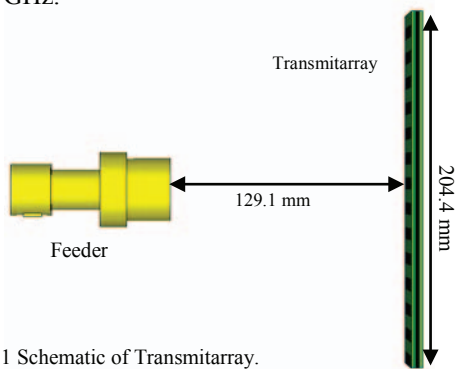 GHz.
Transmitarray
204.4 mm
129.1 mm
Feeder
1 Schematic of Transmitarray.